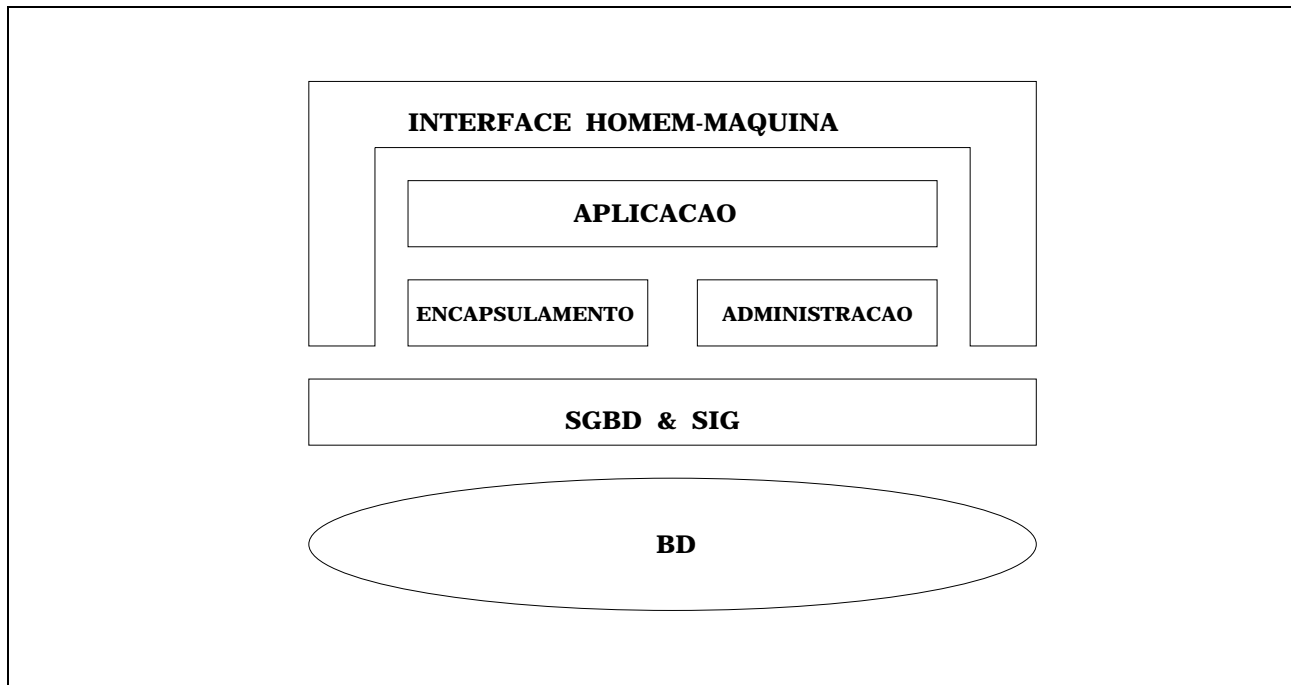 INTERFACE HOMEM-MAQUINA
APLICACAO
ENCAPSULAMENTO
ADMINISTRACAO
SGBD & SIG
BD